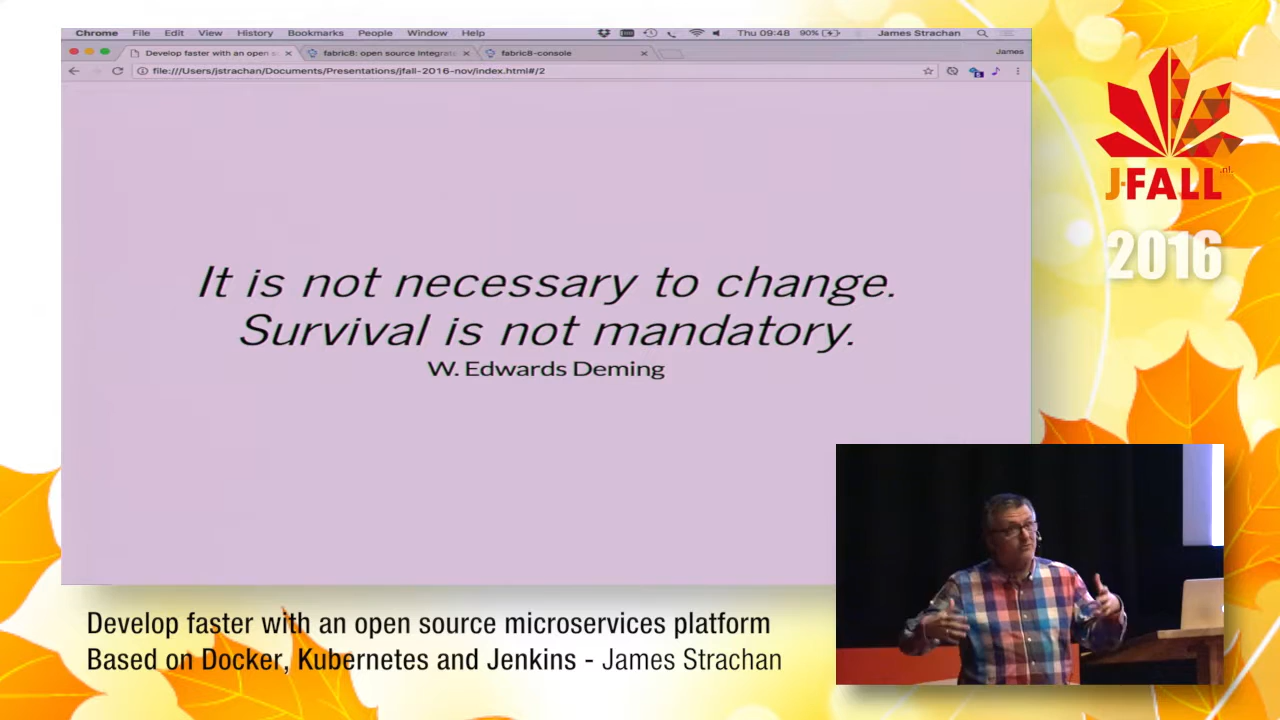 Chrome File Edit View History Bookmarks People Window Help Thu 09:48 90% James Strachan
Develop faster with an open s fabric8: open source Integrat fabric8-console James
file:///Users/jstrachan/Documents/Presentations/jfall-2016-nov/index.html#/2
It is not necessary to change.
Survival is not mandatory.
W. Edwards Deming
J-FALL
.nl
2016
Develop faster with an open source microservices platform
Based on Docker, Kubernetes and Jenkins - James Strachan